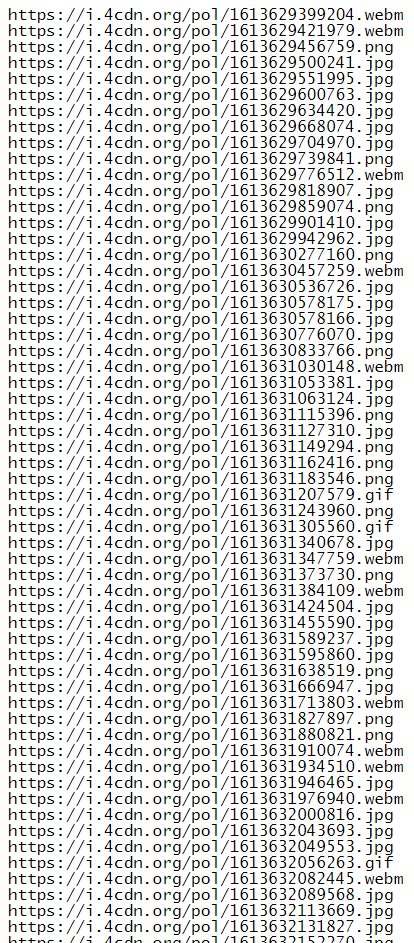 https://i.4cdn.org/pol/1613629399204.webm
https://i.4cdn.org/pol/1613629421979.webm
https://i.4cdn.org/pol/1613629456759.png
https://i.4cdn.org/pol/1613629500241.jpg
https://i.4cdn.org/pol/1613629551995.jpg
https://i.4cdn.org/pol/1613629600763.jpg
https://i.4cdn.org/pol/1613629634420.jpg
https://i.4cdn.org/pol/1613629668074.jpg
https://i.4cdn.org/pol/1613629704970.jpg
https://i.4cdn.org/pol/1613629739841.png
https://i.4cdn.org/pol/1613629776512.webm
https://i.4cdn.org/pol/1613629818907.jpg
https://i.4cdn.org/pol/1613629859074.png
https://i.4cdn.org/pol/1613629901410.jpg
https://i.4cdn.org/pol/1613629942962.jpg
https://i.4cdn.org/pol/1613630277160.png
https://i.4cdn.org/pol/1613630457259.webm
https://i.4cdn.org/pol/1613630536726.jpg
https://i.4cdn.org/pol/1613630578175.jpg
https://i.4cdn.org/pol/1613630578166.jpg
https://i.4cdn.org/pol/1613630776070.jpg
https://i.4cdn.org/pol/1613630833766.png
https://i.4cdn.org/pol/1613631030148.webm
https://i.4cdn.org/pol/1613631053381.jpg
https://i.4cdn.org/pol/1613631063124.jpg
https://i.4cdn.org/pol/1613631115396.png
https://i.4cdn.org/pol/1613631127310.jpg
https://i.4cdn.org/pol/1613631149294.png
https://i.4cdn.org/pol/1613631162416.png
https://i.4cdn.org/pol/1613631183546.png
https://i.4cdn.org/pol/1613631207579.gif
https://i.4cdn.org/pol/1613631243960.png
https://i.4cdn.org/pol/1613631305560.gif
https://i.4cdn.org/pol/1613631340678.jpg
https://i.4cdn.org/pol/1613631347759.webm
https://i.4cdn.org/pol/1613631373730.png
https://i.4cdn.org/pol/1613631384109.webm
https://i.4cdn.org/pol/1613631424504.jpg
https://i.4cdn.org/pol/1613631455590.jpg
https://i.4cdn.org/pol/1613631589237.jpg
https://i.4cdn.org/pol/1613631595860.jpg
https://i.4cdn.org/pol/1613631638519.png
https://i.4cdn.org/pol/1613631666947.jpg
https://i.4cdn.org/pol/1613631713803.webm
https://i.4cdn.org/pol/1613631827897.png
https://i.4cdn.org/pol/1613631880821.png
https://i.4cdn.org/pol/1613631910074.webm
https://i.4cdn.org/pol/1613631934510.webm
https://i.4cdn.org/pol/1613631946465.jpg
https://i.4cdn.org/pol/1613631976940.webm
https://i.4cdn.org/pol/1613632000816.jpg
https://i.4cdn.org/pol/1613632043693.jpg
https://i.4cdn.org/pol/1613632049553.jpg
https://i.4cdn.org/pol/1613632056263.gif
https://i.4cdn.org/pol/1613632082445.webm
https://i.4cdn.org/pol/1613632089568.jpg
https://i.4cdn.org/pol/1613632113669.jpg
https://i.4cdn.org/pol/1613632131827.jpg